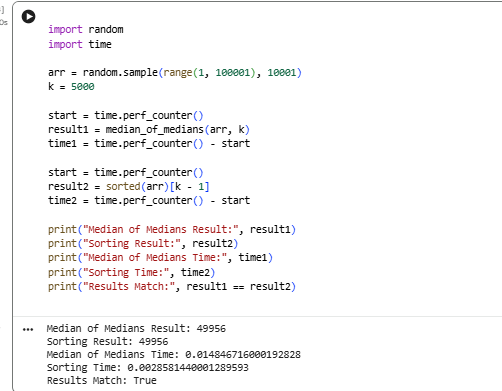 import random
import time
arr = random.sample(range(1, 100001), 10001)
k = 5000
start = time.perf_counter()
result1 = median_of_medians(arr, k)
time1 = time.perf_counter() - start
start = time.perf_counter()
result2 = sorted(arr)[k - 1]
time2 = time.perf_counter() - start
print("Median of Medians Result:", result1)
print("Sorting Result:", result2)
print("Median of Medians Time:", time1)
print("Sorting Time:", time2)
print("Results Match:", result1 == result2)
Median of Medians Result: 49956
Sorting Result: 49956
Median of Medians Time: 0.014846716000192828
Sorting Time: 0.0028581440001289593
Results Match: True